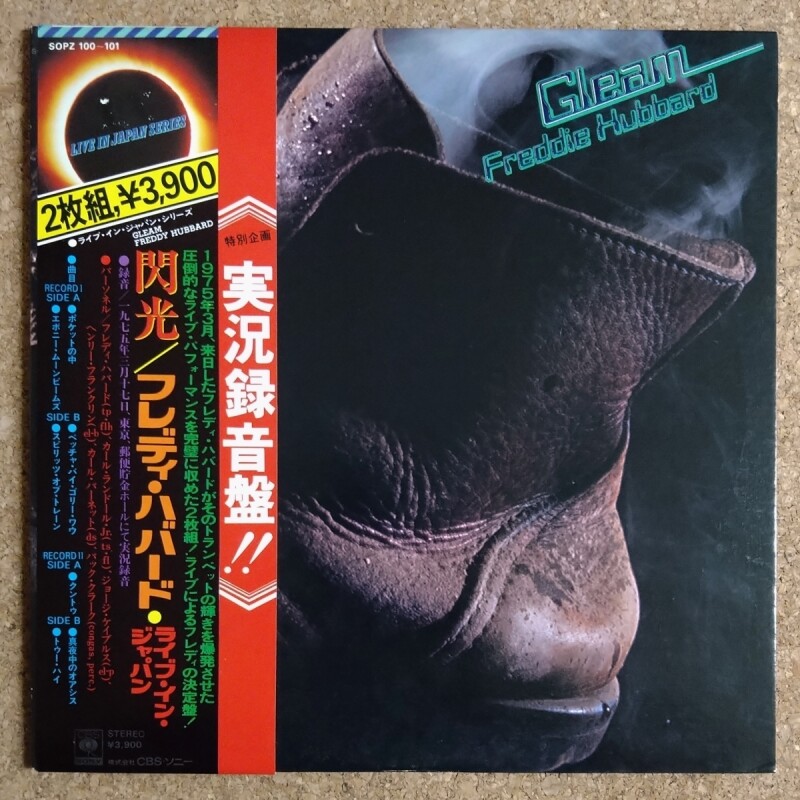 SOPZ 100~101
LIVE IN JAPAN SERIES
2枚組,¥3,900
●ライブ・イン・ジャパン・シリーズ
GLEAM
FREDDY HUBBARD
Gleam
Freddie Hubbard
特別企画
実況録音盤!!
1975年3月、来日したフレディ・ハバードがそのトランペットの輝きを爆発させた
圧倒的なライブ・パフォーマンスを完璧に収めた2枚組!ライブによるフレディの決定盤!
閃光/フレディ・ハバード●
ライブ・イン・
ジャパン
●録音/一九七五年三月十七日、東京、郵便貯金ホールにて実況録音
●パーソネル/フレディ・ハバード(tp・flh)、カール・ランドール・Jr.(ts・fl)、ジョージ・ケイブルス(el-p)、
ヘンリー・フランクリン(el-b)、カール・バーネット(ds)、バック・クラーク(congas, perc.)
●曲目
RECORD I
SIDE A
●ポケットの中
●エボニー・ムーンビームズ
SIDE B
●ベッチャ・バイ・ゴリー・ワウ
●スピリッツ・オブ・トレーン
RECORD II
SIDE A
●クントゥ
SIDE B
●真夜中のオアシス
●トゥー・ハイ
STEREO
¥3,900
株式会社 CBS・ソニー